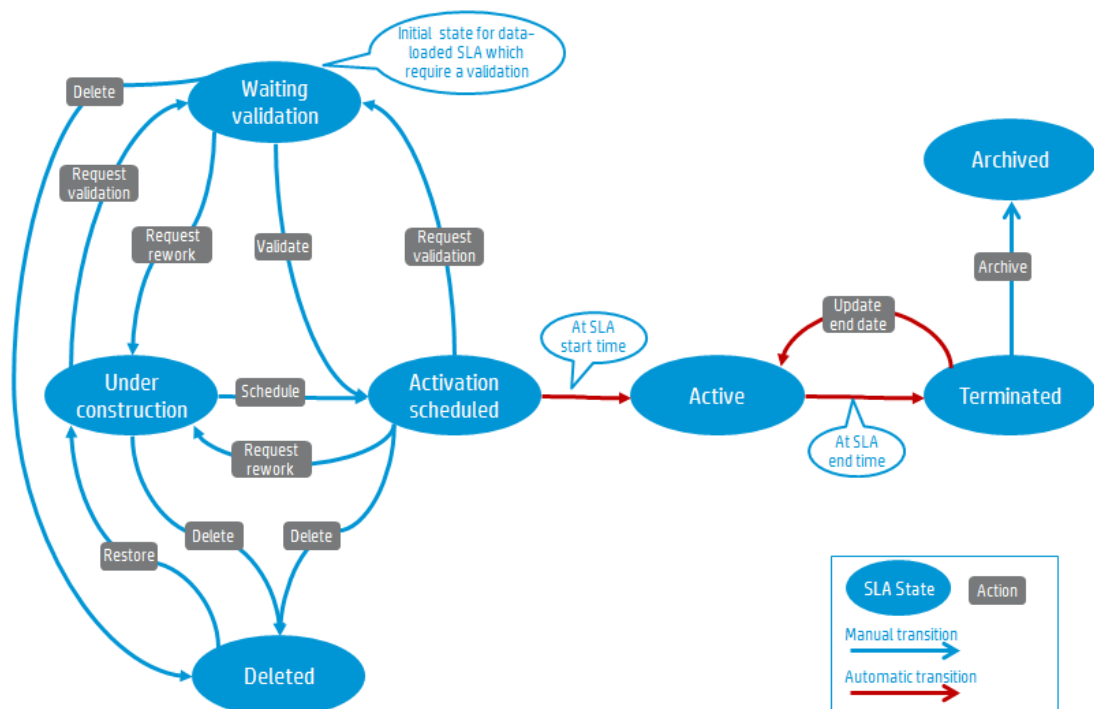 Initial state for data-
loaded SLA which
require a validation
Delete
Waiting
validation
Archived
Request
validation
Request
rework
Validate
Request
validation
Archive
Update
end date
At SLA
start time
Under
construction
Schedule
Activation
scheduled
Active
Terminated
Request
rework
At SLA
end time
Delete
Delete
Restore
Deleted
SLA State
Action
Manual transition
Automatic transition